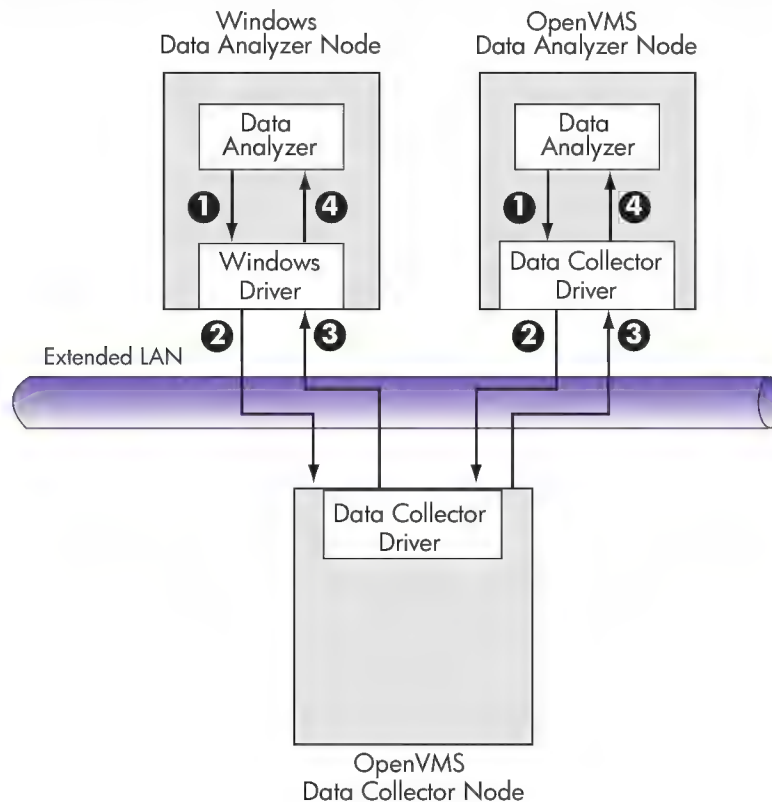 Windows
Data Analyzer Node
OpenVMS
Data Analyzer Node
Data
Analyzer
Data
Analyzer
1
4
1
4
Windows
Driver
Data Collector
Driver
2
3
2
3
Extended LAN
Data Collector
Driver
OpenVMS
Data Collector Node